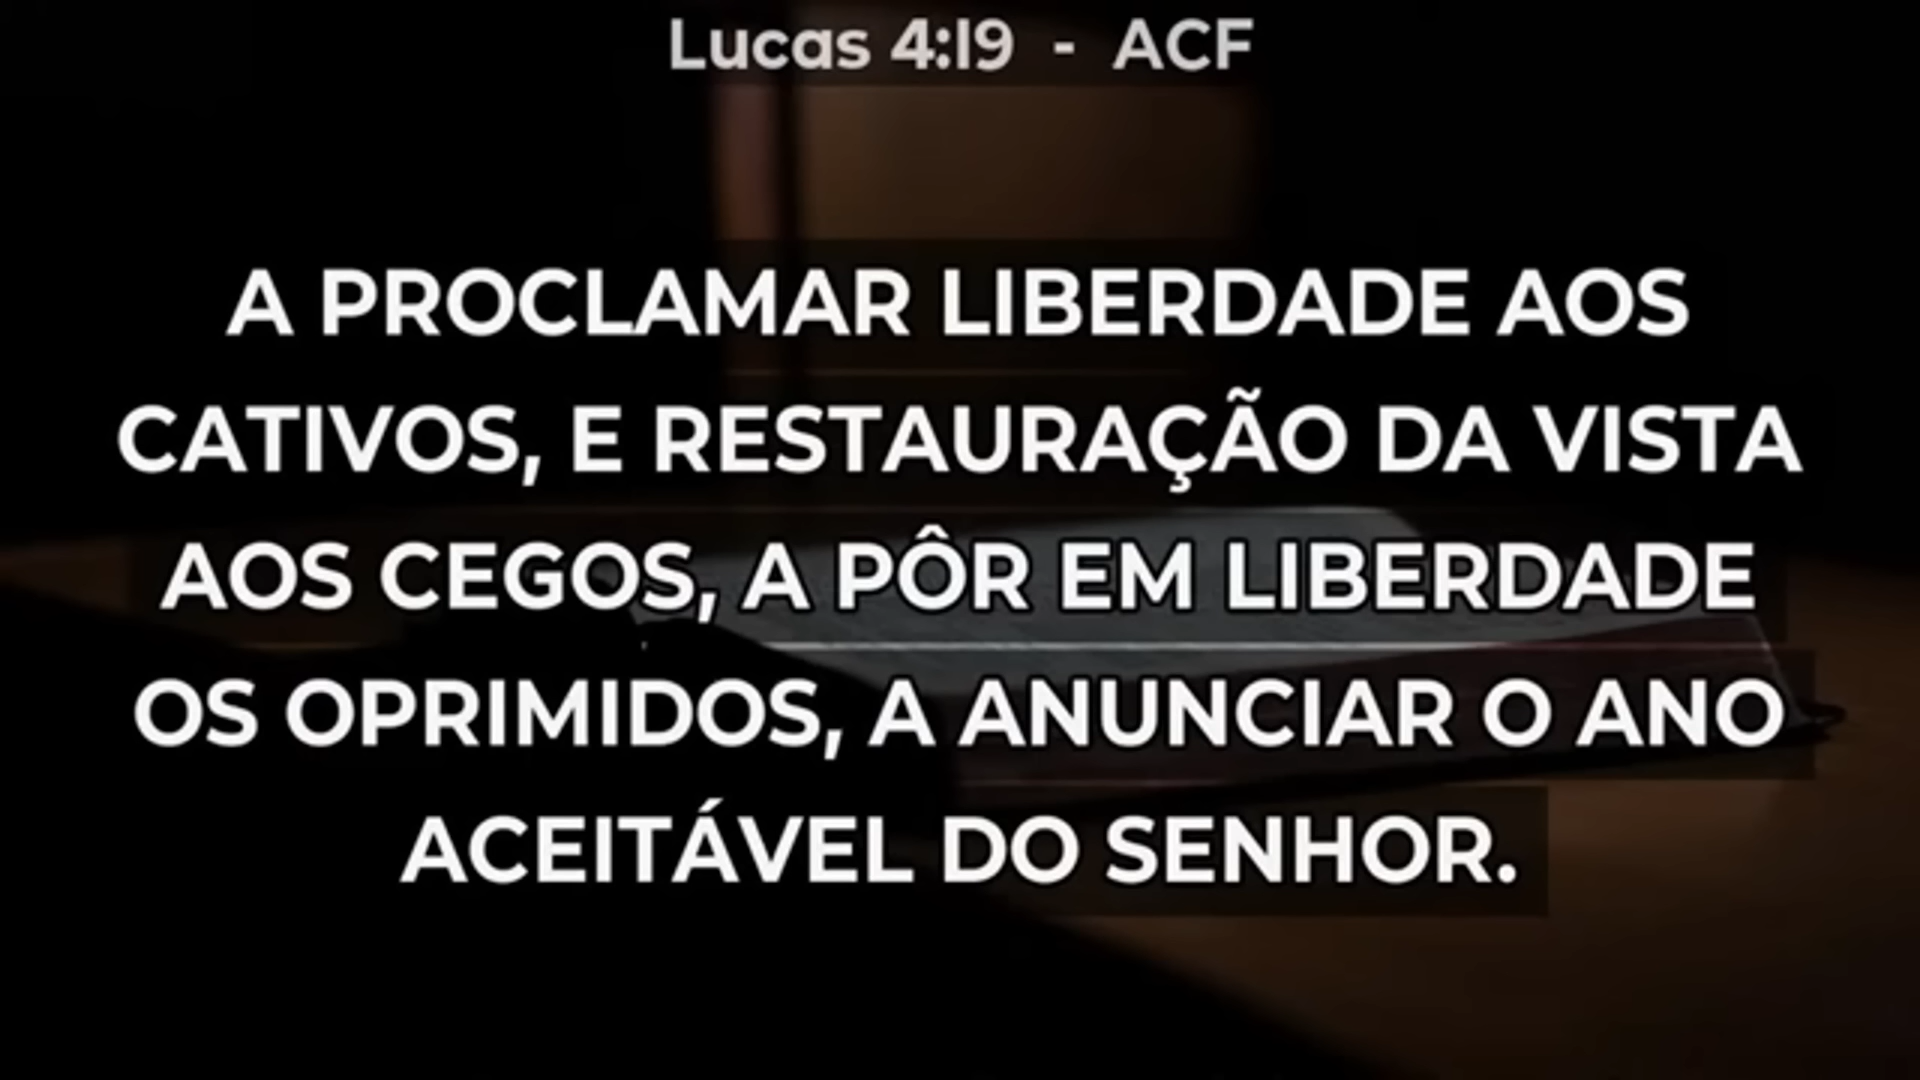 Lucas 4:19 - ACF
A PROCLAMAR LIBERDADE AOS
CATIVOS, E RESTAURAÇÃO DA VISTA
AOS CEGOS, A PÔR EM LIBERDADE
OS OPRIMIDOS, A ANUNCIAR O ANO
ACEITÁVEL DO SENHOR.